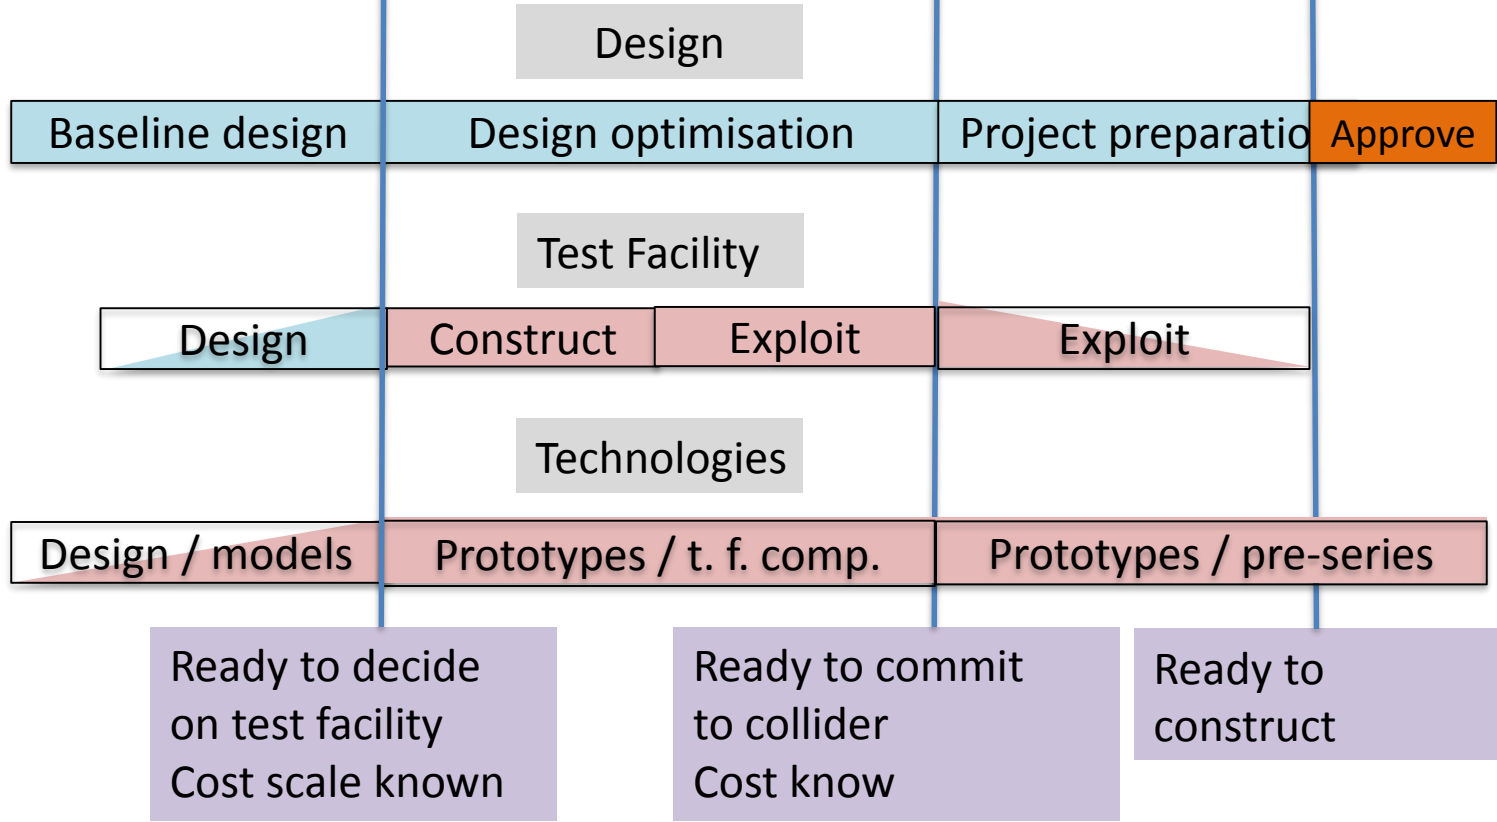 Design
Baseline design
Design optimisation
Project preparatio
Approve
Test Facility
Design
Construct
Exploit
Exploit
Technologies
Design / models
Prototypes / t. f. comp.
Prototypes / pre-series
Ready to decide
on test facility
Cost scale known
Ready to commit
to collider
Cost know
Ready to
construct